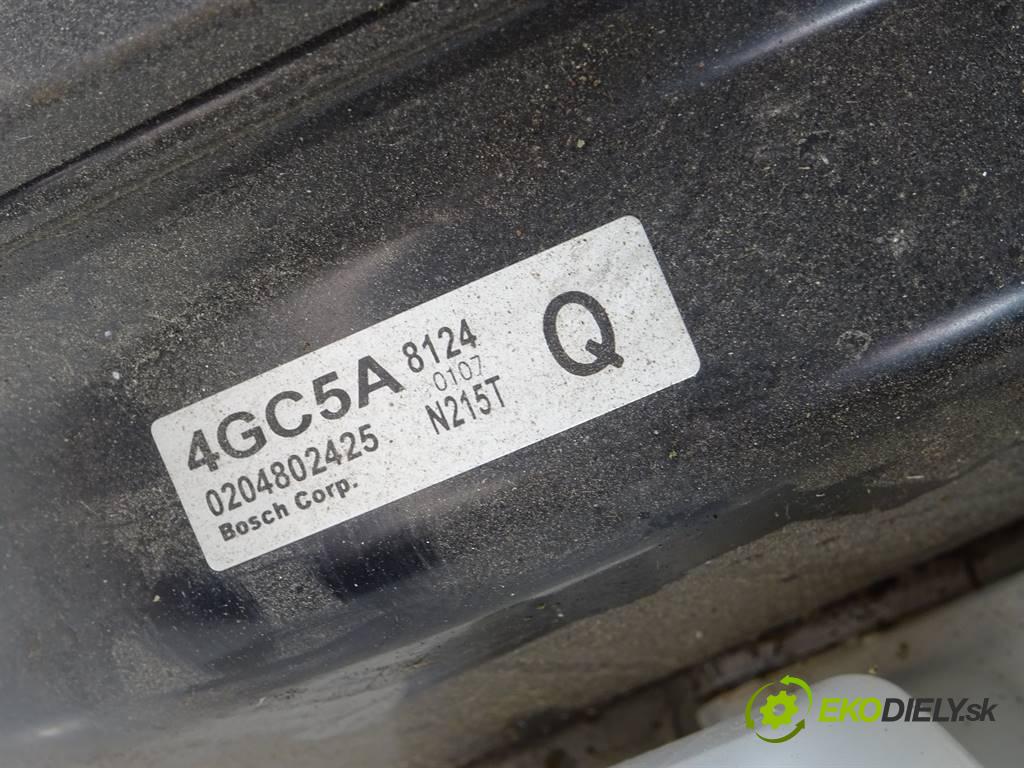 4GC5A 8124
0107
0204802425 N215T
Bosch Corp.
Q
EKODIELY.sk